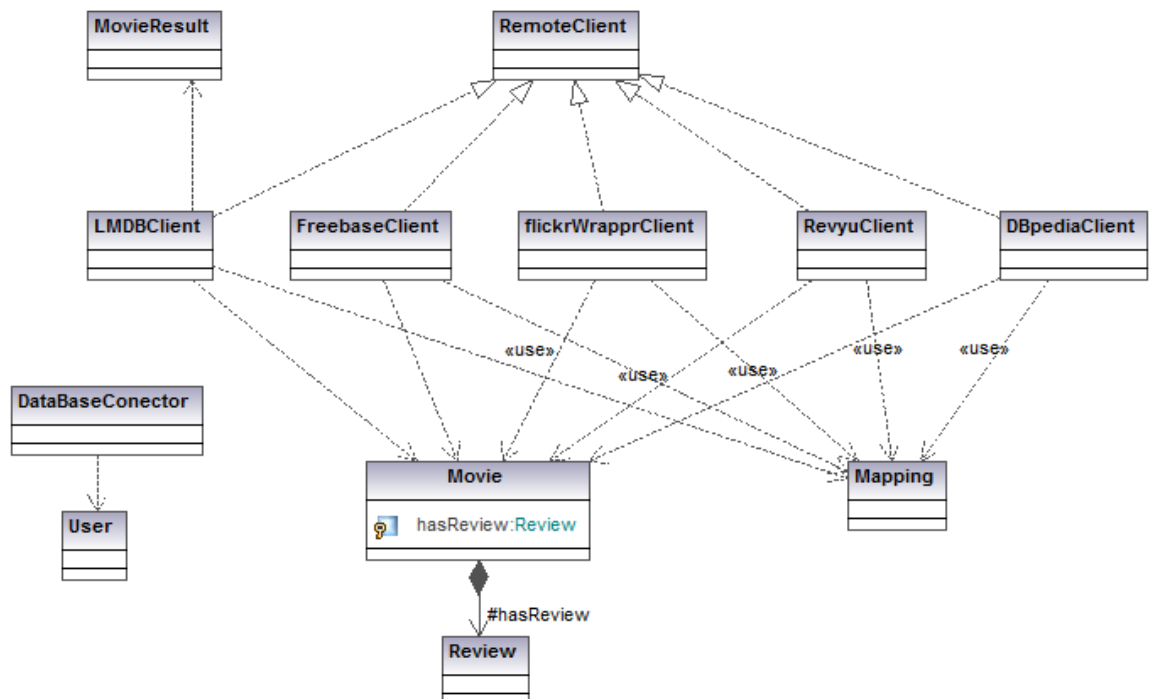 MovieResult
RemoteClient
LMDBClient
FreebaseClient
flickrWrapprClient
RevyuClient
DBpediaClient
«use»
«use»
«use»
«use»
«use»
DataBaseConector
Movie
hasReview:Review
Mapping
User
#hasReview
Review